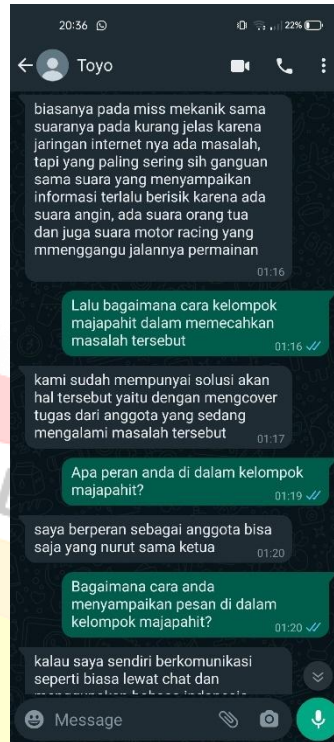 20:36
22%
Toyo
biasanya pada miss mekanik sama
suaranya pada kurang jelas karena
jaringan internet nya ada masalah,
tapi yang paling sering sih ganguan
sama suara yang menyampaikan
informasi terlalu berisik karena ada
suara angin, ada suara orang tua
dan juga suara motor racing yang
mmenggangu jalannya permainan
01:16
Lalu bagaimana cara kelompok
majapahit dalam memecahkan
masalah tersebut
01:16
kami sudah mempunyai solusi akan
hal tersebut yaitu dengan mengcover
tugas dari anggota yang sedang
mengalami masalah tersebut
01:17
Apa peran anda di dalam kelompok
majapahit?
01:19
saya berperan sebagai anggota bisa
saja yang nurut sama ketua
01:20
Bagaimana cara anda
menyampaikan pesan di dalam
kelompok majapahit?
01:20
kalau saya sendiri berkomunikasi
seperti biasa lewat chat dan
menggunakan bahasa indonesia
Message